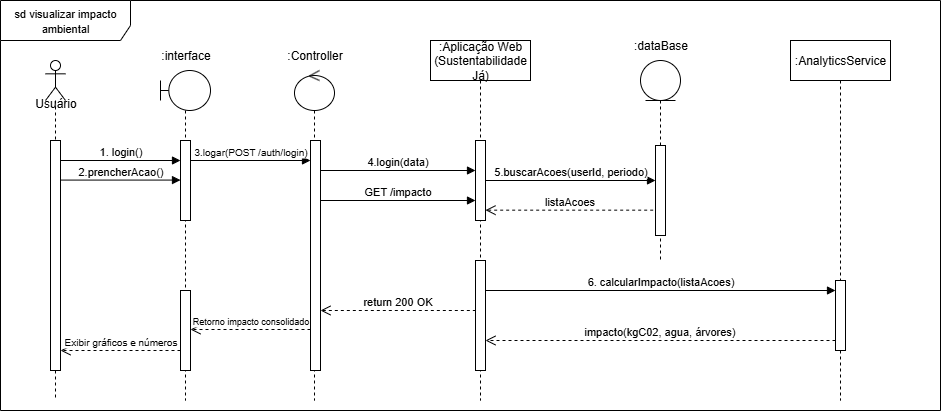 sd visualizar impacto
ambiental
:interface
:Controller
:Aplicação Web
(Sustentabilidade
Já)
:dataBase
:AnalyticsService
Usuário
1. login()
3.logar(POST /auth/login)
4.login(data)
2.prencherAcao()
5.buscarAcoes(userId, periodo)
GET /impacto
listaAcoes
6. calcularImpacto(listaAcoes)
return 200 OK
Retorno impacto consolidado
impacto(kgC02, agua, árvores)
Exibir gráficos e números